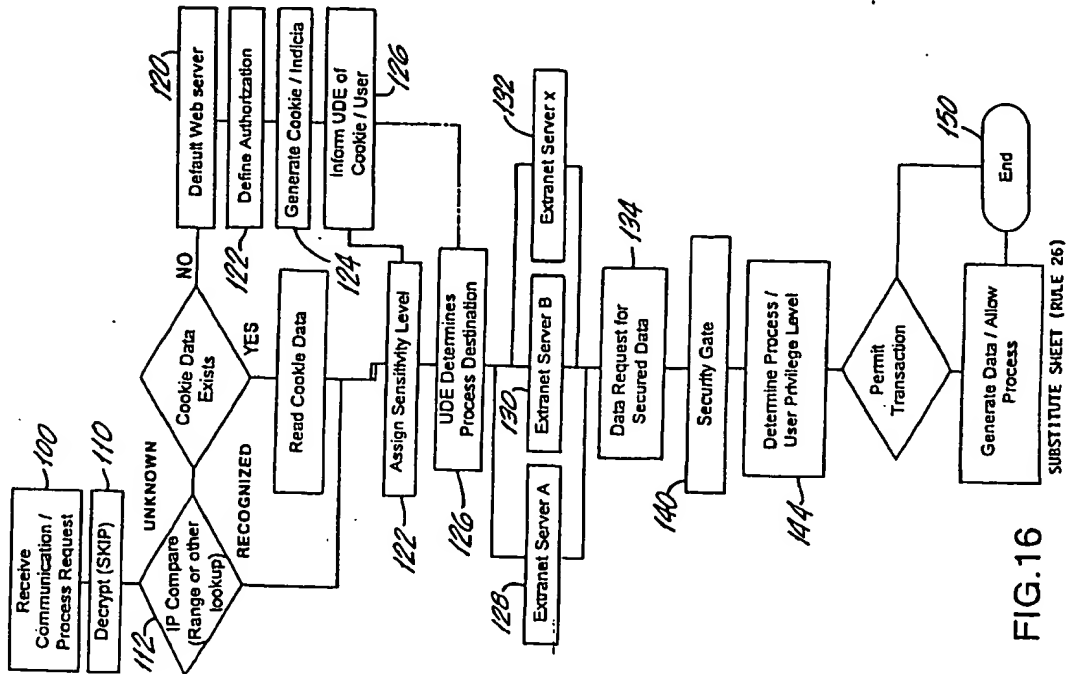 Receive
Communication /
Process Request
100
Decrypt (SKIP)
110
IP Compare
(Range or other
lookup)
112
UNKNOWN
RECOGNIZED
Cookie Data
Exists
NO
YES
Default Web server
120
Define Authorization
122
Generate Cookie / Indicia
124
Inform UDE of
Cookie / User
126
Read Cookie Data
Assign Sensitivity Level
122
UDE Determines
Process Destination
126
Extranet Server A
128
Extranet Server B
130
Extranet Server x
132
Data Request for
Secured Data
134
Security Gate
140
Determine Process /
User Privilege Level
144
Permit
Transaction
Generate Data / Allow
Process
End
150
SUBSTITUTE SHEET (RULE 26)
FIG.16